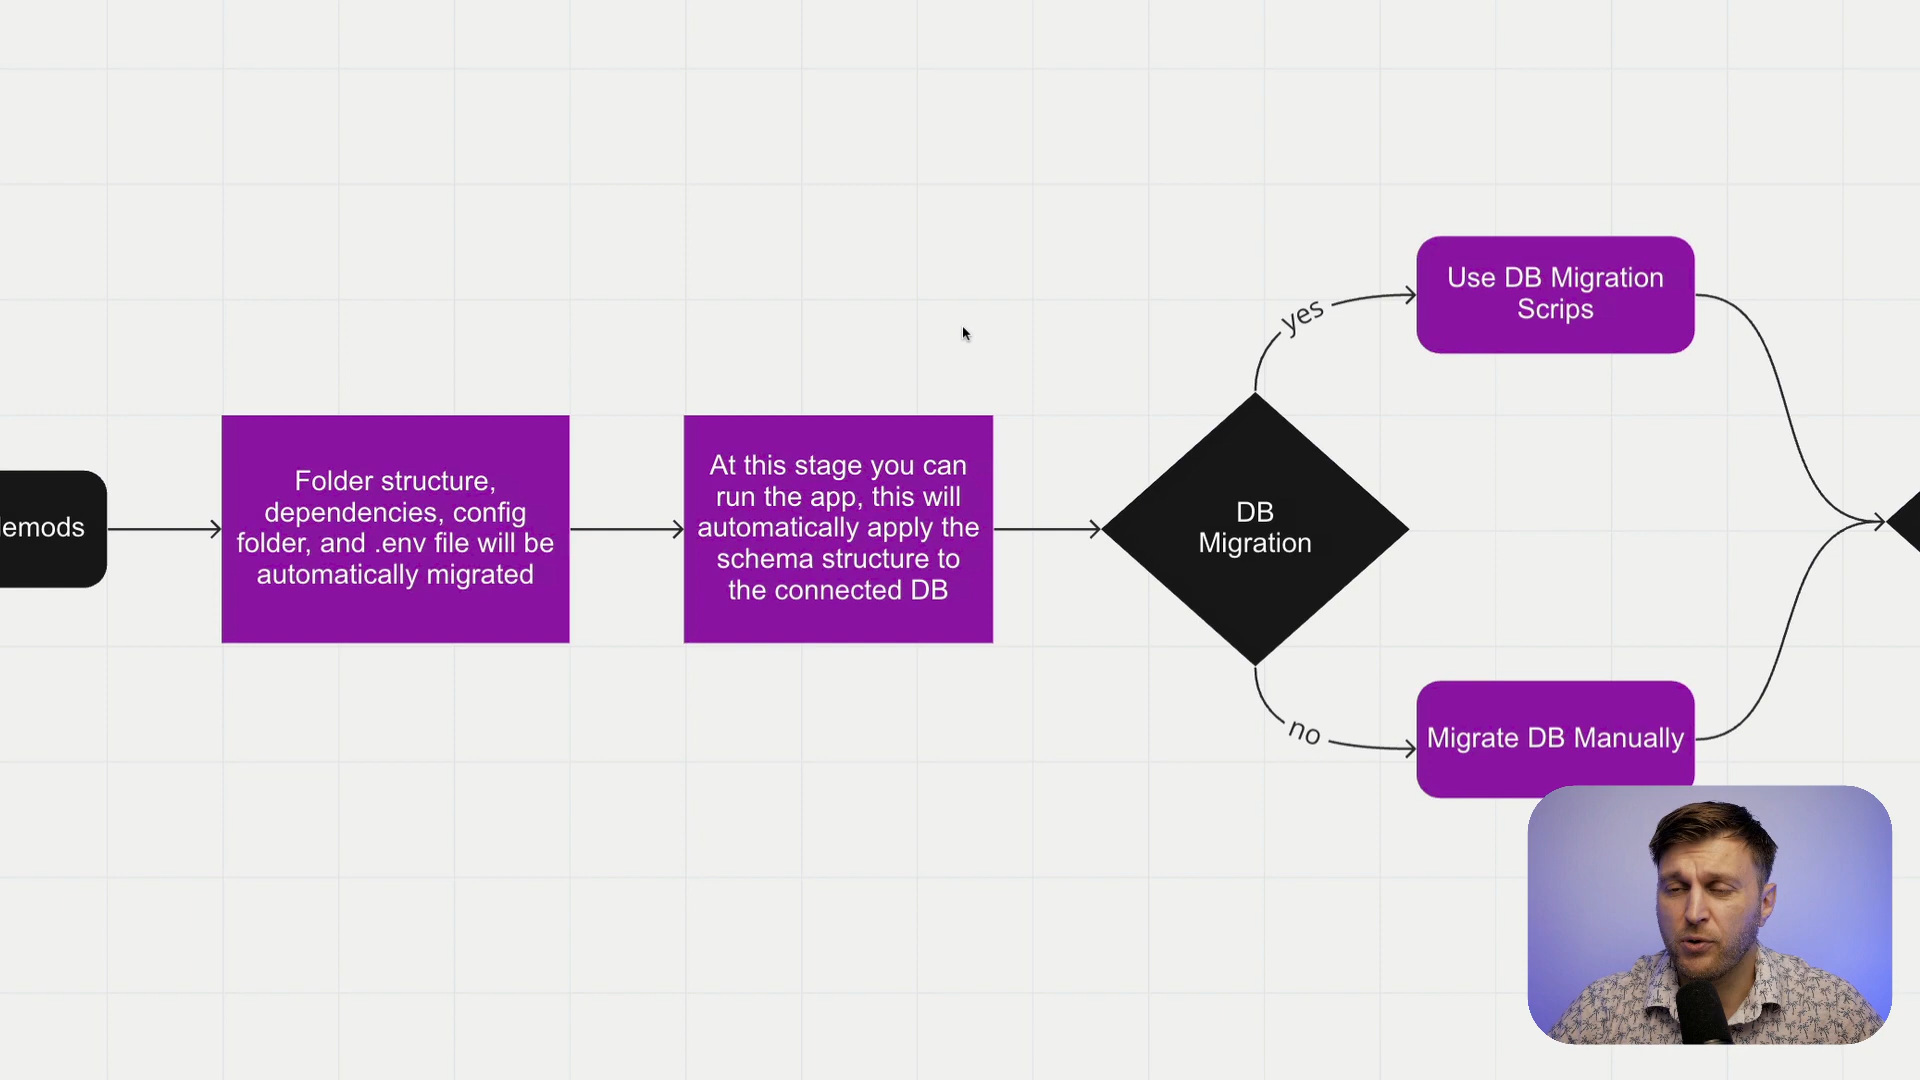 lemods
Folder structure,
dependencies, config
folder, and .env file will be
automatically migrated
At this stage you can
run the app, this will
automatically apply the
schema structure to
the connected DB
DB
Migration
yes
Use DB Migration
Scrips
no
Migrate DB Manually